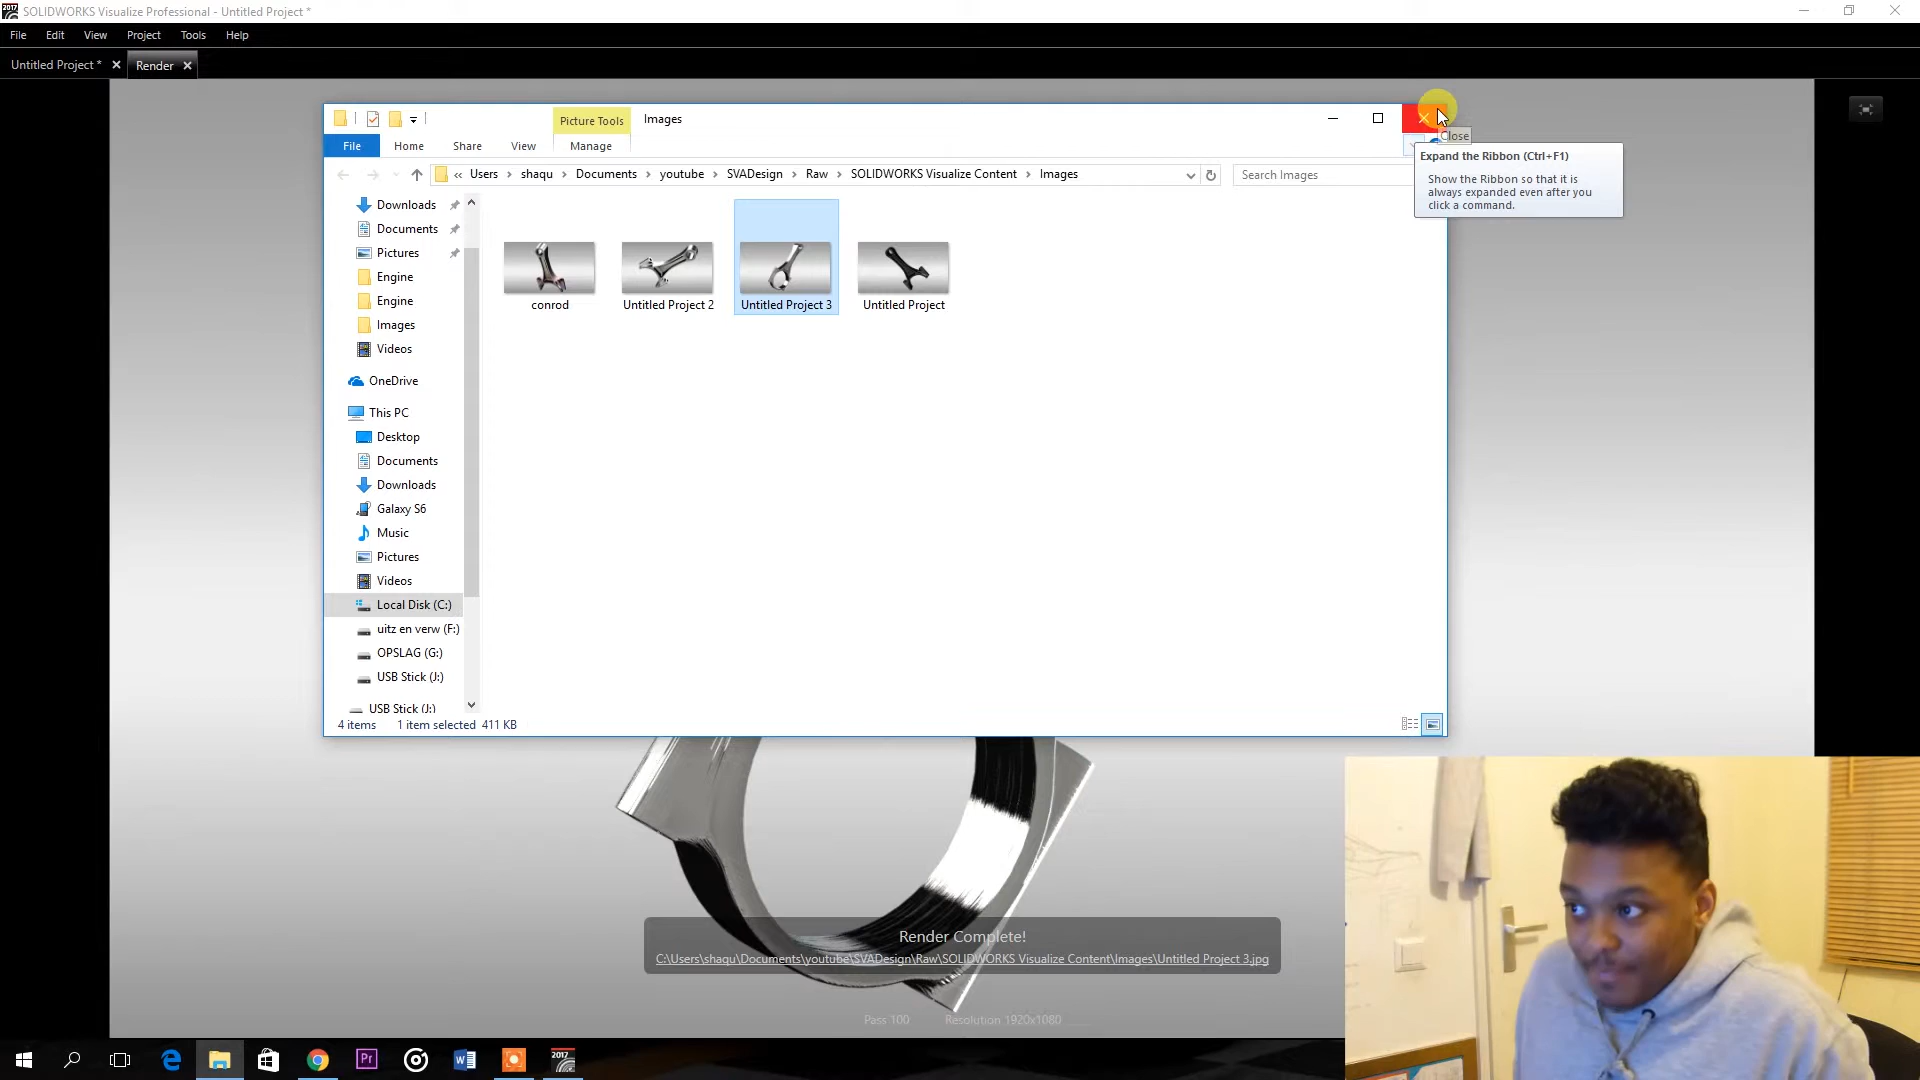 2017 SOLIDWORKS Visualize Professional - Untitled Project *
File Edit View Project Tools Help
Untitled Project * Render
Picture Tools Images
Close
File Home Share View Manage
Expand the Ribbon (Ctrl+F1)
Show the Ribbon so that it is
always expanded even after you
click a command.
« Users > shaqu > Documents > youtube > SVADesign > Raw > SOLIDWORKS Visualize Content > Images
Search Images
Downloads
Documents
Pictures
Engine
Engine
Images
Videos
OneDrive
This PC
Desktop
Documents
Downloads
Galaxy S6
Music
Pictures
Videos
Local Disk (C:)
uitz en verw (F:)
OPSLAG (G:)
USB Stick (J:)
USB Stick (J:)
conrod
Untitled Project 2
Untitled Project 3
Untitled Project
4 items 1 item selected 411 KB
Render Complete!
C:\Users\shaqu\Documents\youtube\SVADesign\Raw\SOLIDWORKS Visualize Content\Images\Untitled Project 3.jpg
Pass 100 Resolution 1920x1080
Pr
2017